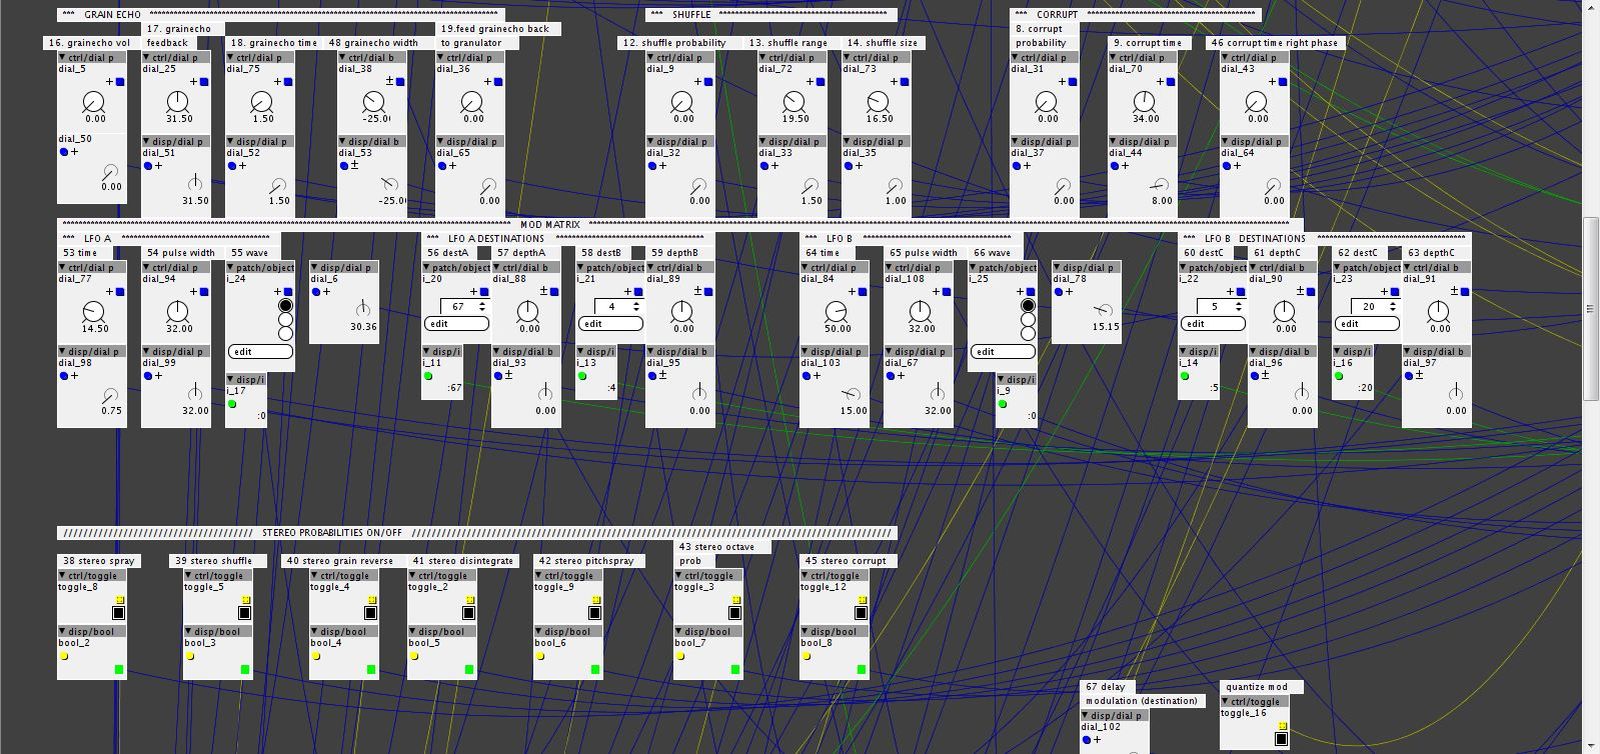 *** GRAIN ECHO
*** SHUFFLE
*** CORRUPT
17. grainecho
19.feed grainecho back
8. corrupt
16. grainecho vol feedback 18. grainecho time 48 grainecho width to granulator 12. shuffle probability 13. shuffle range 14. shuffle size probability 9. corrupt time 46 corrupt time right phase
ctrl/dial p ctrl/dial p ctrl/dial p ctrl/dial b ctrl/dial p ctrl/dial p ctrl/dial p ctrl/dial p ctrl/dial p ctrl/dial p ctrl/dial p
dial_5 dial_25 dial_75 dial_38 dial_36 dial_9 dial_72 dial_73 dial_31 dial_70 dial_43
0.00 31.50 1.50 -25.0 0.00 0.00 19.50 16.50 0.00 34.00 0.00
dial_50 disp/dial p disp/dial p disp/dial b disp/dial p disp/dial p disp/dial p disp/dial p disp/dial p disp/dial p disp/dial p
dial_51 dial_52 dial_53 dial_65 dial_32 dial_33 dial_35 dial_37 dial_44 dial_64
0.00 31.50 1.50 -25.0 0.00 0.00 1.50 1.00 0.00 8.00 0.00
MOD MATRIX
*** LFO A
*** LFO A DESTINATIONS
*** LFO B
*** LFO B DESTINATIONS
53 time 54 pulse width 55 wave 56 destA 57 depthA 58 destB 59 depthB 64 time 65 pulse width 66 wave 60 destC 61 depthC 62 destC 63 depthC
ctrl/dial p ctrl/dial p patch/object disp/dial p patch/object ctrl/dial b patch/object ctrl/dial b ctrl/dial p ctrl/dial p patch/object disp/dial p patch/object ctrl/dial b patch/object ctrl/dial b
dial_77 dial_94 i_24 dial_6 i_20 dial_88 i_21 dial_89 dial_84 dial_108 i_25 dial_78 i_22 dial_90 i_23 dial_91
67 4 5 20
14.50 32.00 30.36 edit 0.00 edit 0.00 50.00 32.00 15.15 edit 0.00 edit 0.00
edit edit
disp/dial p disp/dial p disp/i disp/dial b disp/i disp/dial b disp/dial p disp/dial p disp/i disp/dial b disp/i disp/dial b
dial_98 dial_99 i_11 dial_93 i_13 dial_95 dial_103 dial_67 i_14 dial_96 i_16 dial_97
disp/i disp/i
i_17 :67 :4 i_9 :5 :20
0.75 32.00 :0 0.00 0.00 15.00 32.00 :0 0.00 0.00
STEREO PROBABILITIES ON/OFF
43 stereo octave
38 stereo spray 39 stereo shuffle 40 stereo grain reverse 41 stereo disintegrate 42 stereo pitchspray prob 45 stereo corrupt
ctrl/toggle ctrl/toggle ctrl/toggle ctrl/toggle ctrl/toggle ctrl/toggle ctrl/toggle
toggle_8 toggle_5 toggle_4 toggle_2 toggle_9 toggle_3 toggle_12
disp/bool disp/bool disp/bool disp/bool disp/bool disp/bool disp/bool
bool_2 bool_3 bool_4 bool_5 bool_6 bool_7 bool_8
67 delay quantize mod
modulation (destination) ctrl/toggle
disp/dial p toggle_16
dial_102